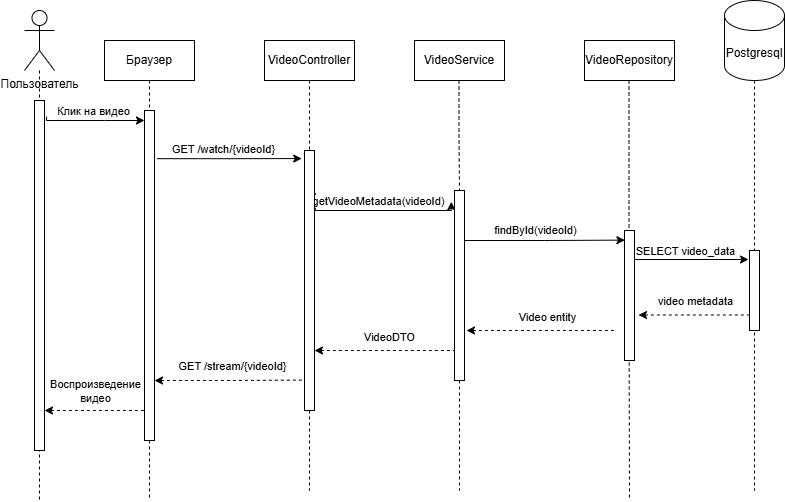 Пользователь
Браузер
VideoController
VideoService
VideoRepository
Postgresql
Клик на видео
GET /watch/{videoId}
getVideoMetadata(videoId)
findById(videoId)
SELECT video_data
video metadata
Video entity
VideoDTO
GET /stream/{videoId}
Воспроизведение
видео